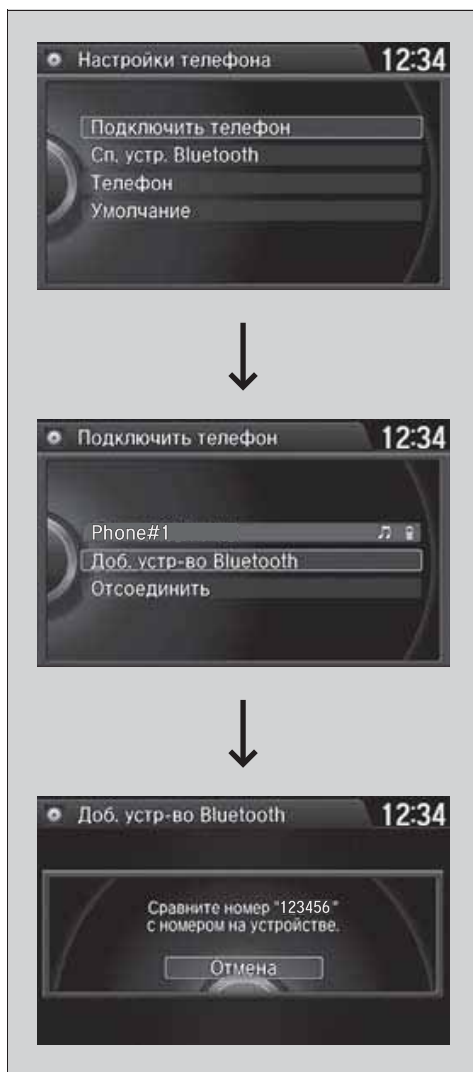 Настройки телефона 12:34
Подключить телефон
Сп. устр. Bluetooth
Телефон
Умолчание
Подключить телефон 12:34
Phone#1
Доб. устр-во Bluetooth
Отсоединить
Доб. устр-во Bluetooth 12:34
Сравните номер "123456"
с номером на устройстве.
Отмена